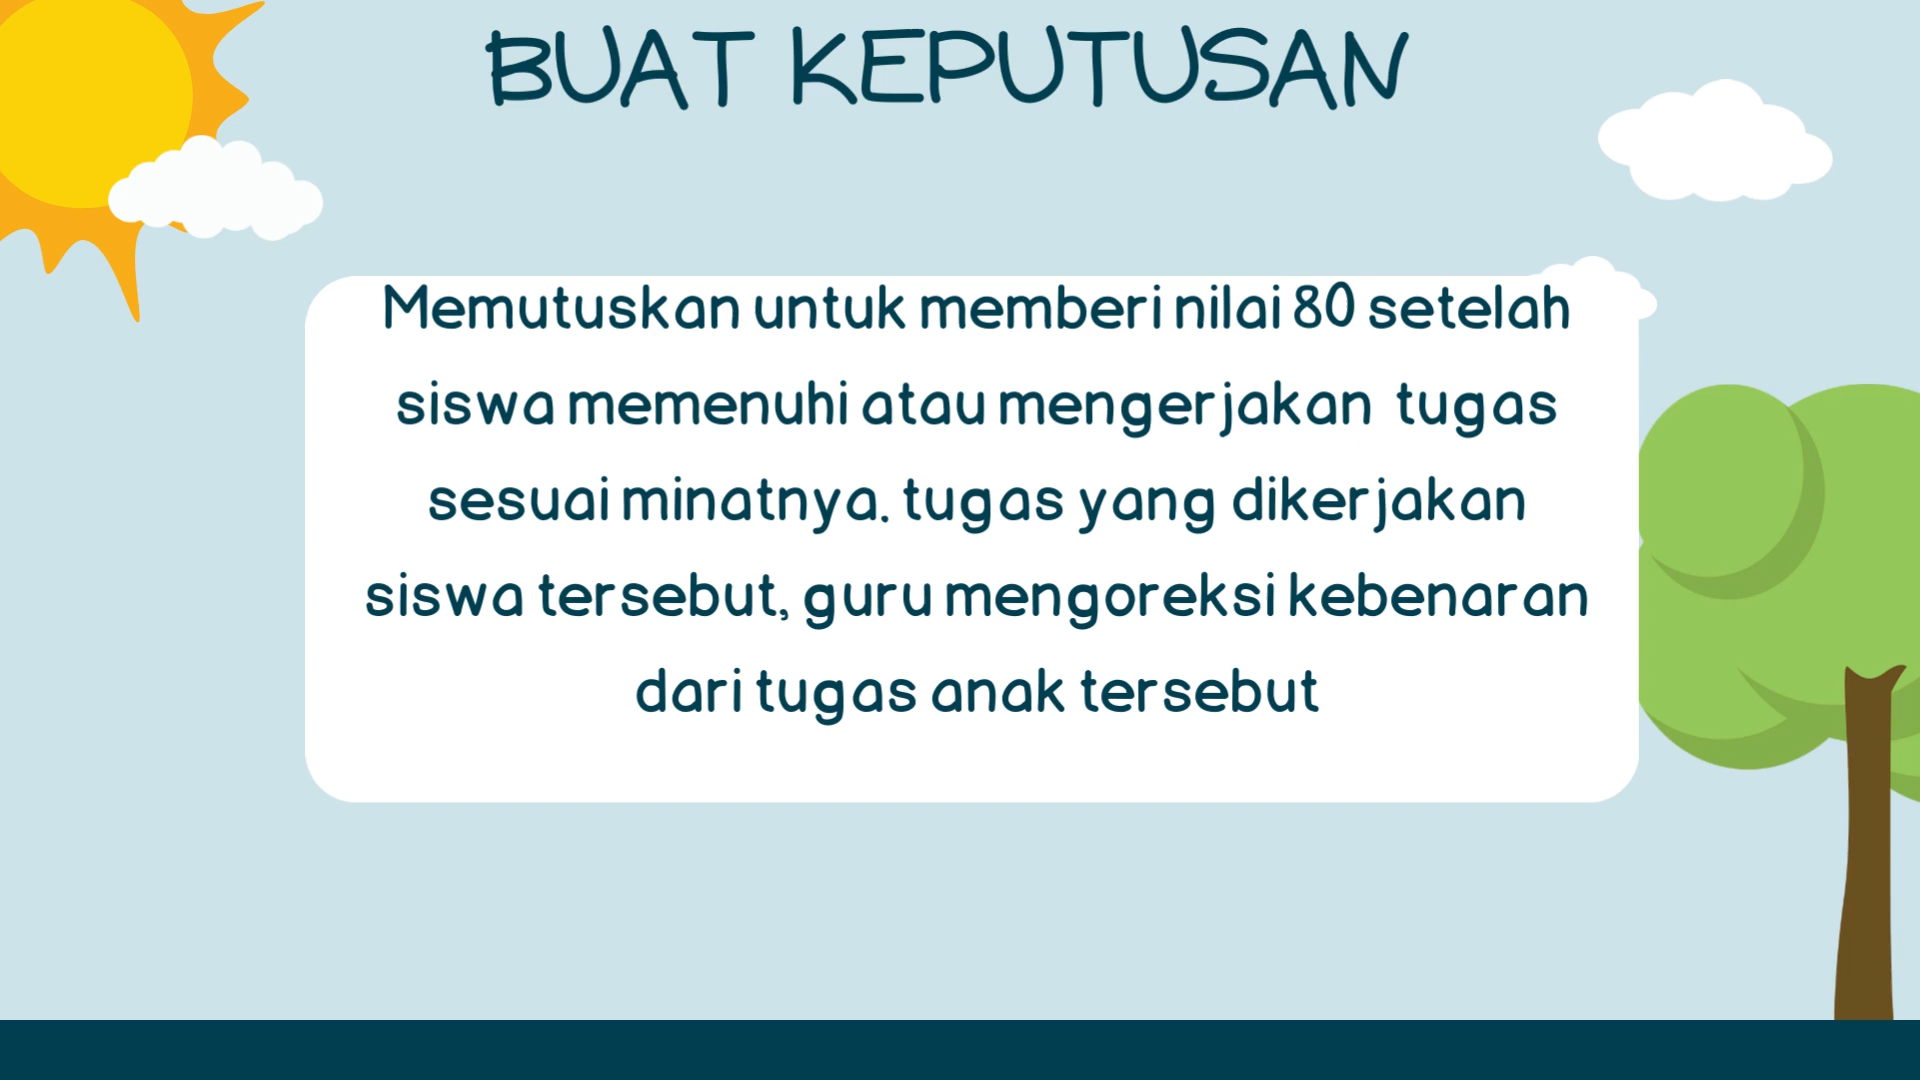 BUAT KEPUTUSAN
Memutuskan untuk memberi nilai 80 setelah
siswa memenuhi atau mengerjakan tugas
sesuai minatnya. tugas yang dikerjakan
siswa tersebut, guru mengoreksi kebenaran
dari tugas anak tersebut